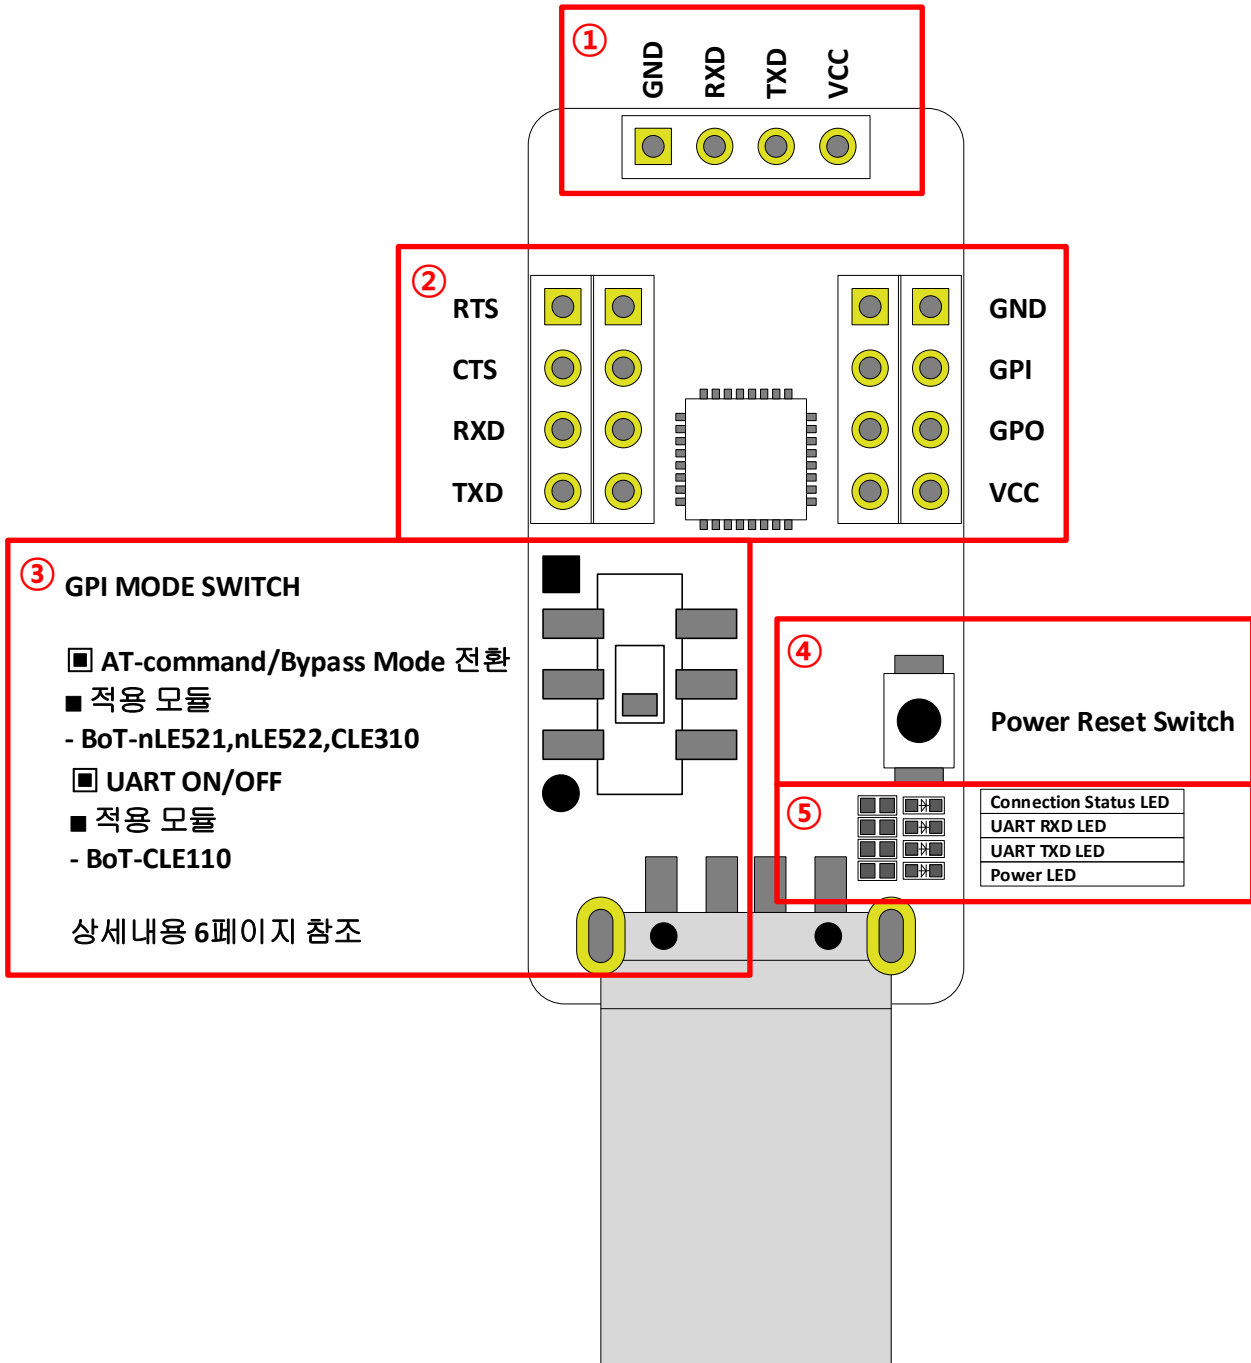 ①
GND RXD TXD VCC
②
RTS
CTS
RXD
TXD
GND
GPI
GPO
VCC
③
GPI MODE SWITCH
▣ AT-command/Bypass Mode 전환
■ 적용 모듈
- BoT-nLE521,nLE522,CLE310
▣ UART ON/OFF
■ 적용 모듈
- BoT-CLE110
상세내용 6페이지 참조
④
Power Reset Switch
⑤
Connection Status LED
UART RXD LED
UART TXD LED
Power LED